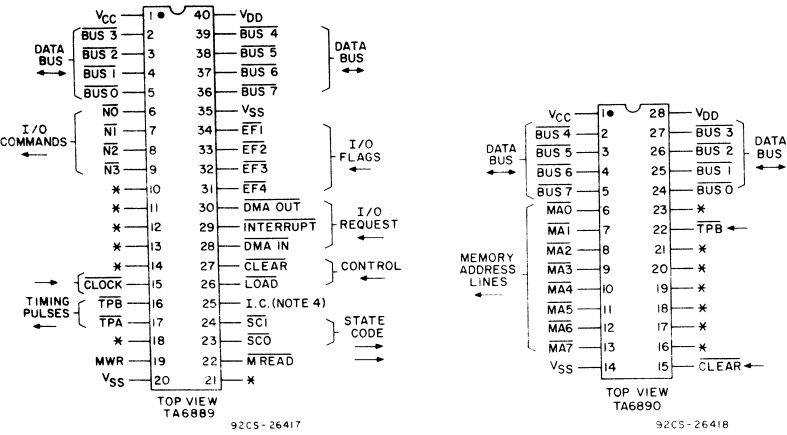 VCC 1 40 VDD
BUS 3 2 39 BUS 4
BUS 2 3 38 BUS 5
BUS 1 4 37 BUS 6
BUS 0 5 36 BUS 7
DATA BUS
DATA BUS
N0 6 35 VSS
N1 7 34 EF1
N2 8 33 EF2
N3 9 32 EF3
* 10 31 EF4
I/O COMMANDS
I/O FLAGS
* 11 30 DMA OUT
* 12 29 INTERRUPT
* 13 28 DMA IN
I/O REQUEST
* 14 27 CLEAR
CLOCK 15 26 LOAD
CONTROL
TPB 16 25 I.C. (NOTE 4)
TPA 17 24 SC1
* 18 23 SC0
TIMING PULSES
STATE CODE
MWR 19 22 M READ
VSS 20 21 *
TOP VIEW
TA6889
92CS-26417
VCC 1 28 VDD
BUS 4 2 27 BUS 3
BUS 5 3 26 BUS 2
BUS 6 4 25 BUS 1
BUS 7 5 24 BUS 0
DATA BUS
DATA BUS
MA0 6 23 *
MA1 7 22 TPB
MA2 8 21 *
MA3 9 20 *
MA4 10 19 *
MA5 11 18 *
MA6 12 17 *
MA7 13 16 *
MEMORY ADDRESS LINES
VSS 14 15 CLEAR
TOP VIEW
TA6890
92CS-26418